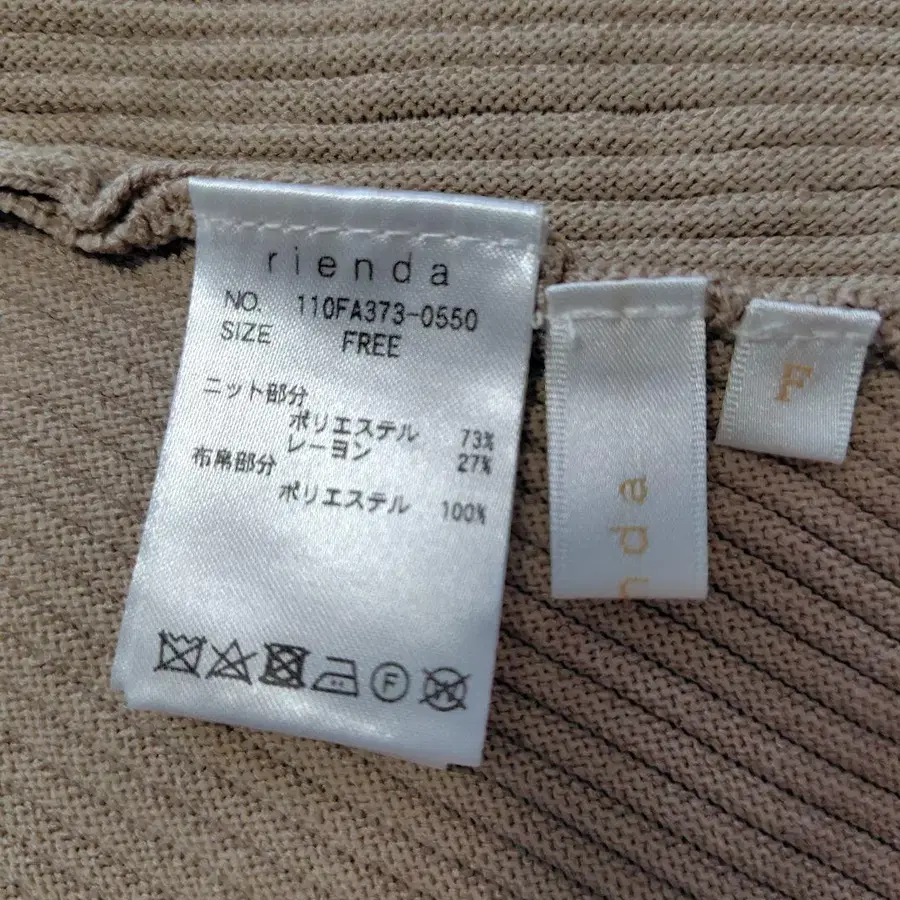 rienda
NO. 110FA373-0550
SIZE FREE
ニット部分
ポリエステル 73%
レーヨン 27%
布帛部分
ポリエステル 100%
F
nda
F